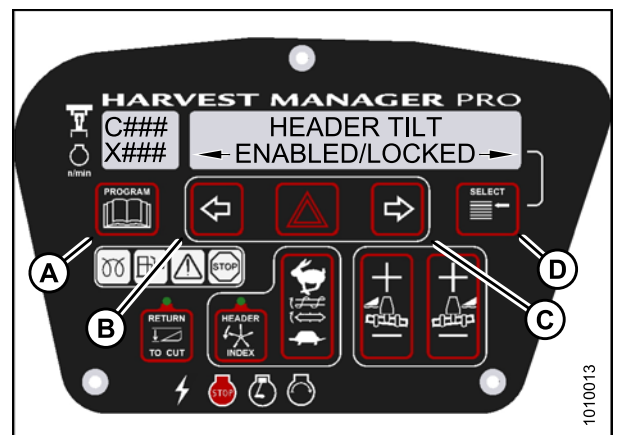 HARVEST MANAGER PRO
C###
X###
HEADER TILT
ENABLED/LOCKED
n/min
PROGRAM
SELECT
A
B
STOP
C
D
RETURN
TO CUT
HEADER
INDEX
STOP
1010013